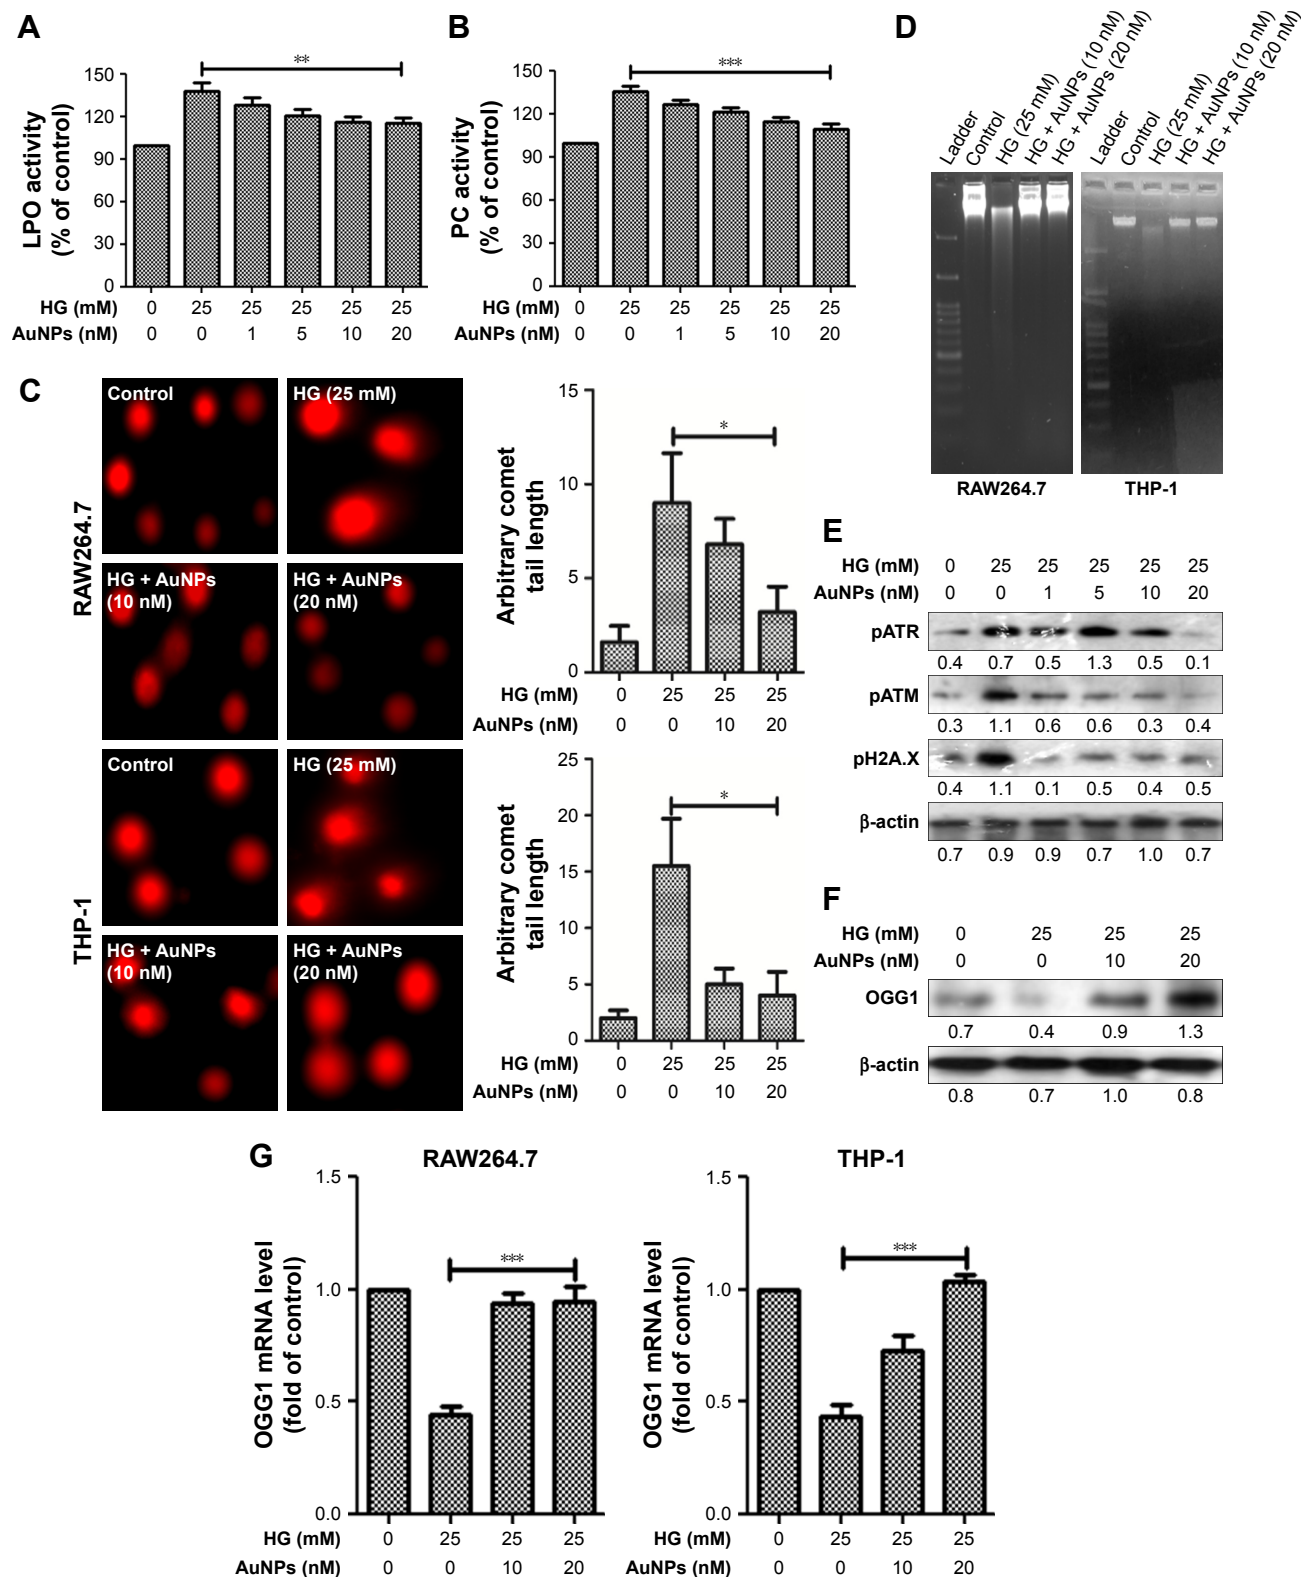 A
LPO activity
(% of control)
150
120
90
60
30
0
**
HG (mM) 0 25 25 25 25 25
AuNPs (nM) 0 0 1 5 10 20
B
PC activity
(% of control)
150
120
90
60
30
0
***
HG (mM) 0 25 25 25 25 25
AuNPs (nM) 0 0 1 5 10 20
C
RAW264.7
Control
HG (25 mM)
HG + AuNPs
(10 nM)
HG + AuNPs
(20 nM)
THP-1
Control
HG (25 mM)
HG + AuNPs
(10 nM)
HG + AuNPs
(20 nM)
Arbitrary comet
tail length
15
10
5
0
*
HG (mM) 0 25 25 25
AuNPs (nM) 0 0 10 20
Arbitrary comet
tail length
25
20
15
10
5
0
*
HG (mM) 0 25 25 25
AuNPs (nM) 0 0 10 20
D
Ladder
Control
HG (25 mM)
HG + AuNPs (10 nM)
HG + AuNPs (20 nM)
Ladder
Control
HG (25 mM)
HG + AuNPs (10 nM)
HG + AuNPs (20 nM)
RAW264.7
THP-1
E
HG (mM) 0 25 25 25 25 25
AuNPs (nM) 0 0 1 5 10 20
pATR
0.4 0.7 0.5 1.3 0.5 0.1
pATM
0.3 1.1 0.6 0.6 0.3 0.4
pH2A.X
0.4 1.1 0.1 0.5 0.4 0.5
β-actin
0.7 0.9 0.9 0.7 1.0 0.7
F
HG (mM) 0 25 25 25
AuNPs (nM) 0 0 10 20
OGG1
0.7 0.4 0.9 1.3
β-actin
0.8 0.7 1.0 0.8
G
RAW264.7
OGG1 mRNA level
(fold of control)
1.5
1.0
0.5
0.0
***
HG (mM) 0 25 25 25
AuNPs (nM) 0 0 10 20
THP-1
OGG1 mRNA level
(fold of control)
1.5
1.0
0.5
0.0
***
HG (mM) 0 25 25 25
AuNPs (nM) 0 0 10 20